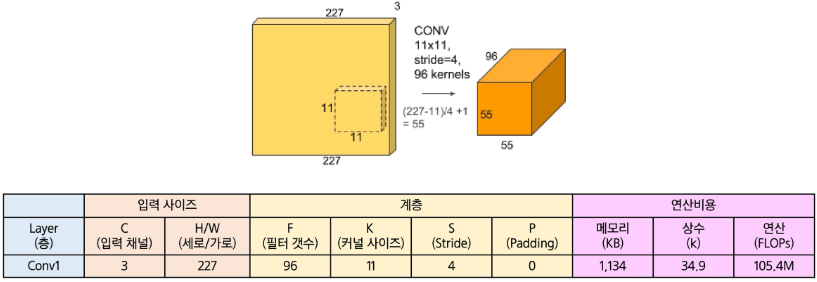 227
3
11
11
227
CONV
11x11,
stride=4,
96 kernels
(227-11)/4 +1
= 55
96
55
55
입력 사이즈 계층 연산비용
Layer
(층) C
(입력 채널) H/W
(세로/가로) F
(필터 갯수) K
(커널 사이즈) S
(Stride) P
(Padding) 메모리
(KB) 상수
(k) 연산
(FLOPs)
Conv1 3 227 96 11 4 0 1,134 34.9 105.4M